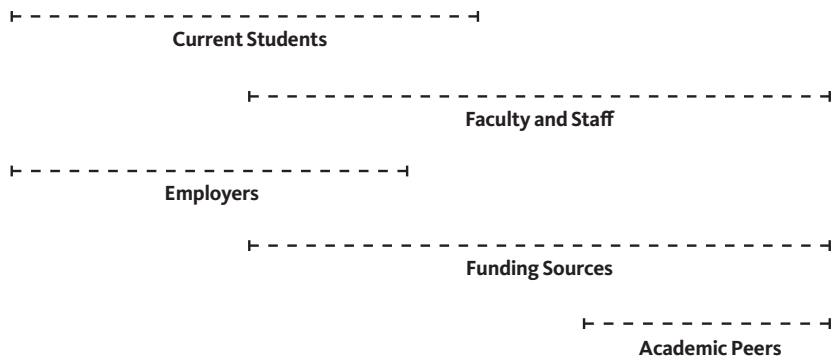 Current Students
Faculty and Staff
Employers
Funding Sources
Academic Peers